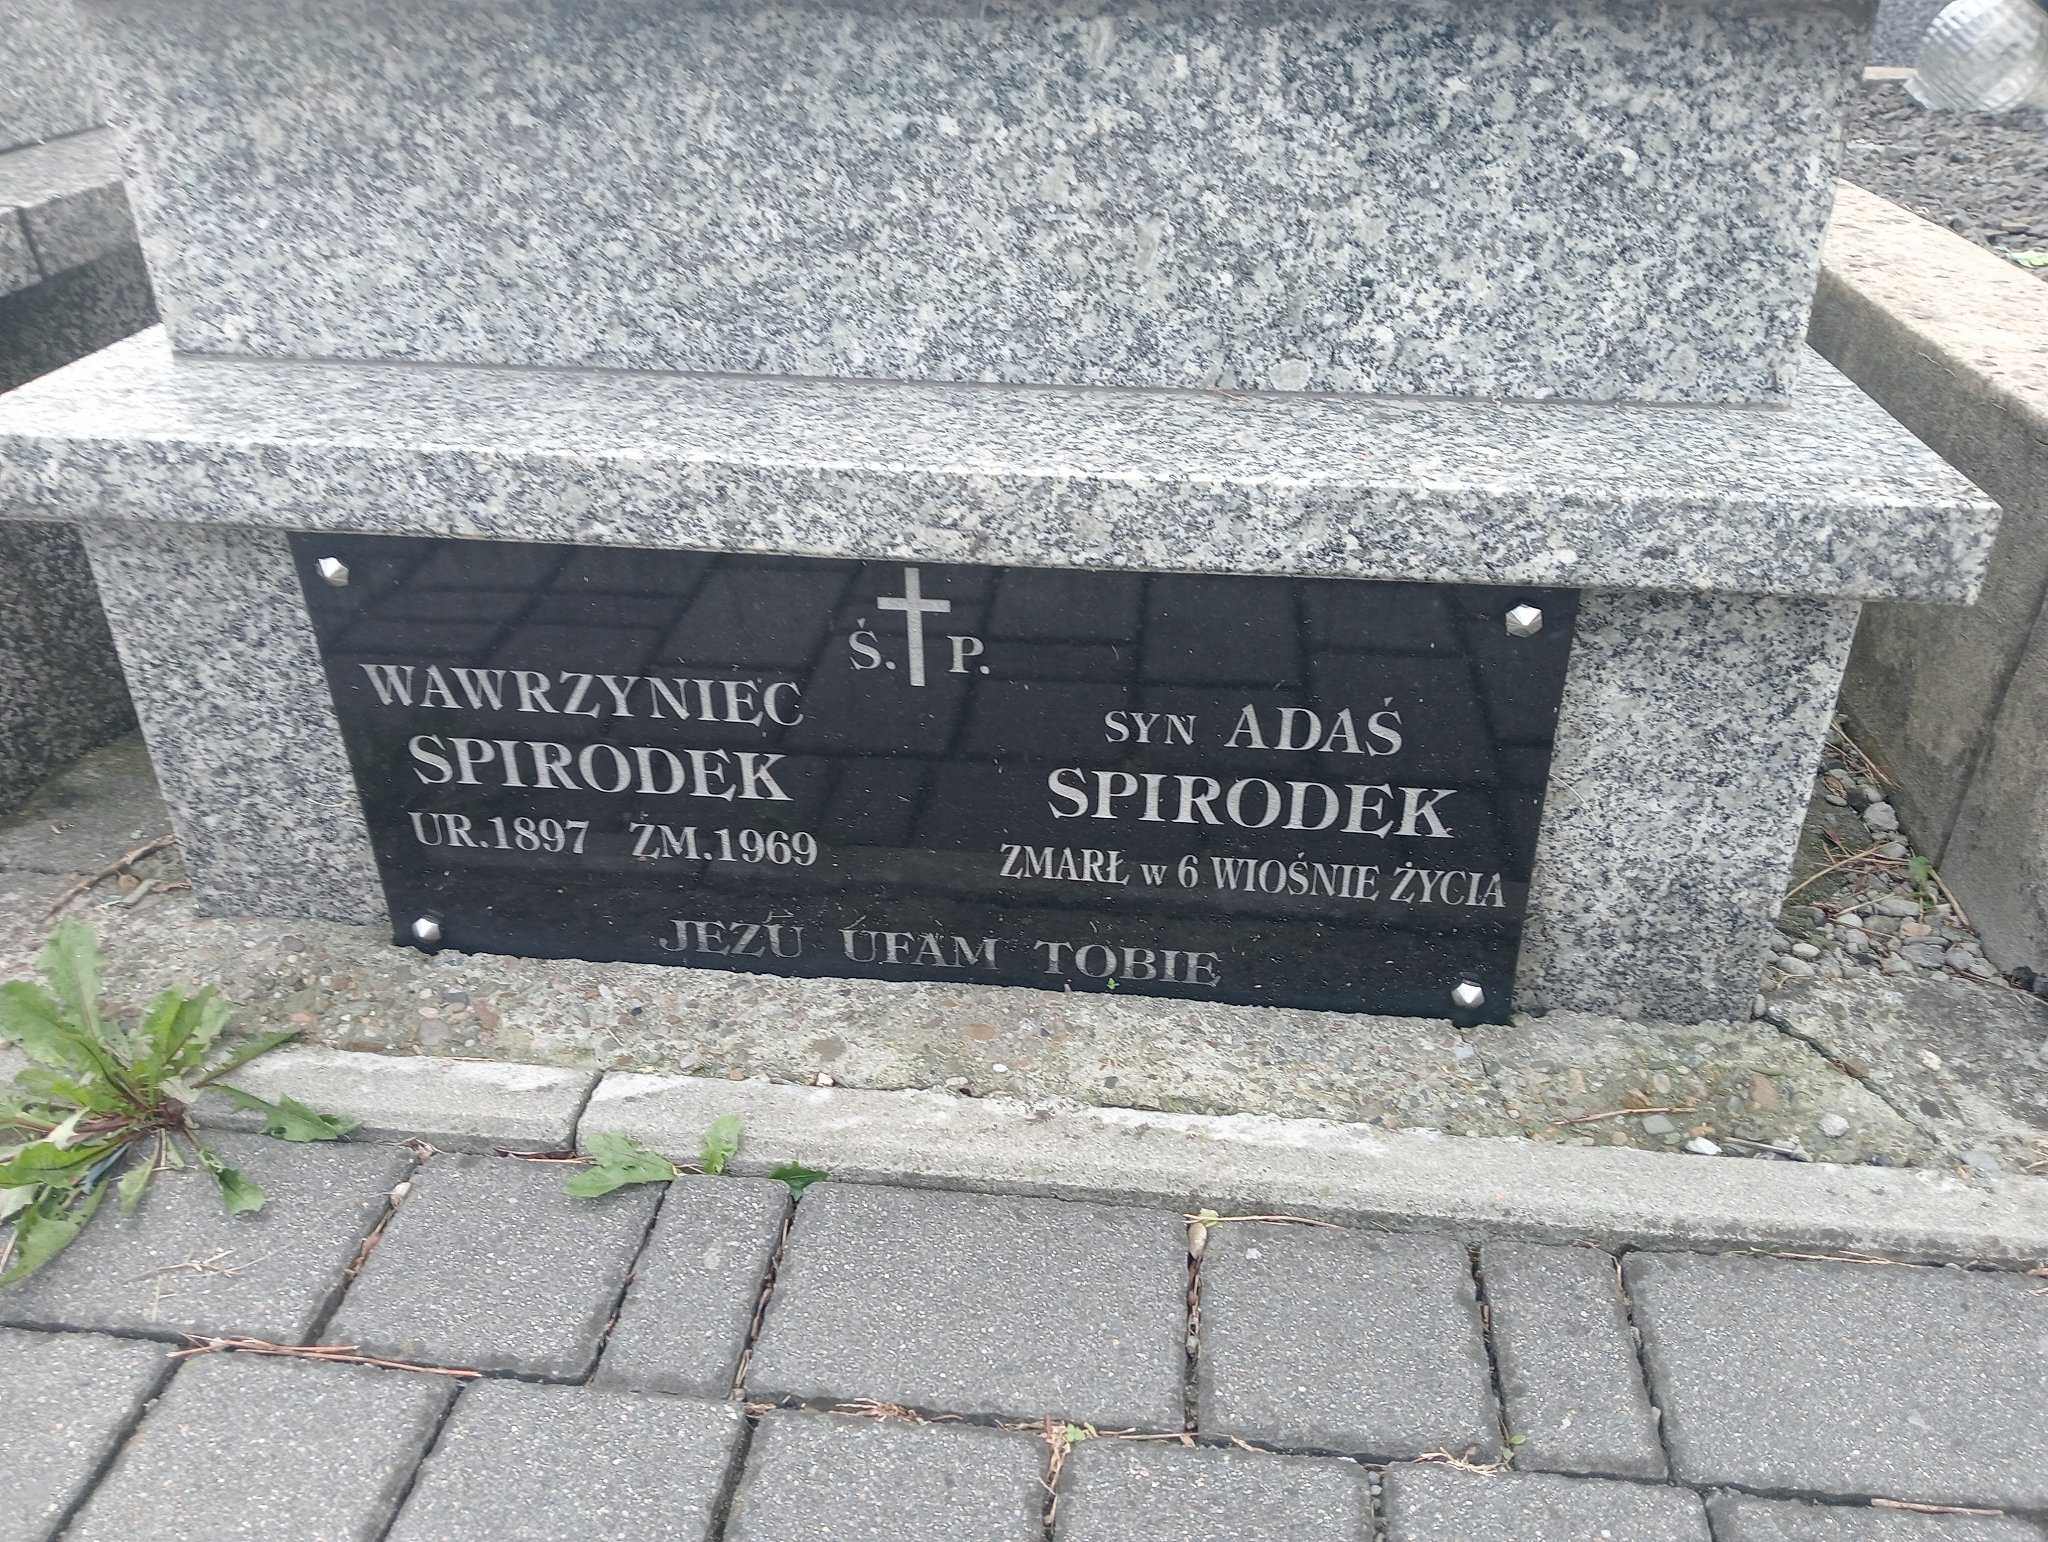 Ś. P.
WAWRZYNIEC
SPIRODEK
UR.1897 ZM.1969
SYN ADAŚ
SPIRODEK
ZMARŁ w 6 WIOŚNIE ŻYCIA
JEZU UFAM TOBIE